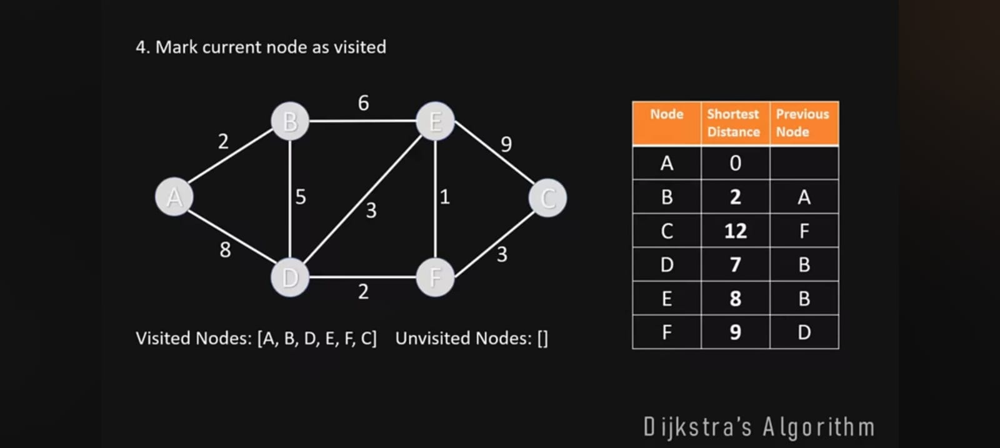 4. Mark current node as visited
6
B
E
2
9
A
5
3
1
C
8
3
D
F
2
Visited Nodes: [A, B, D, E, F, C] Unvisited Nodes: []
Node Shortest Distance Previous Node
A 0
B 2 A
C 12 F
D 7 B
E 8 B
F 9 D
Dijkstra's Algorithm